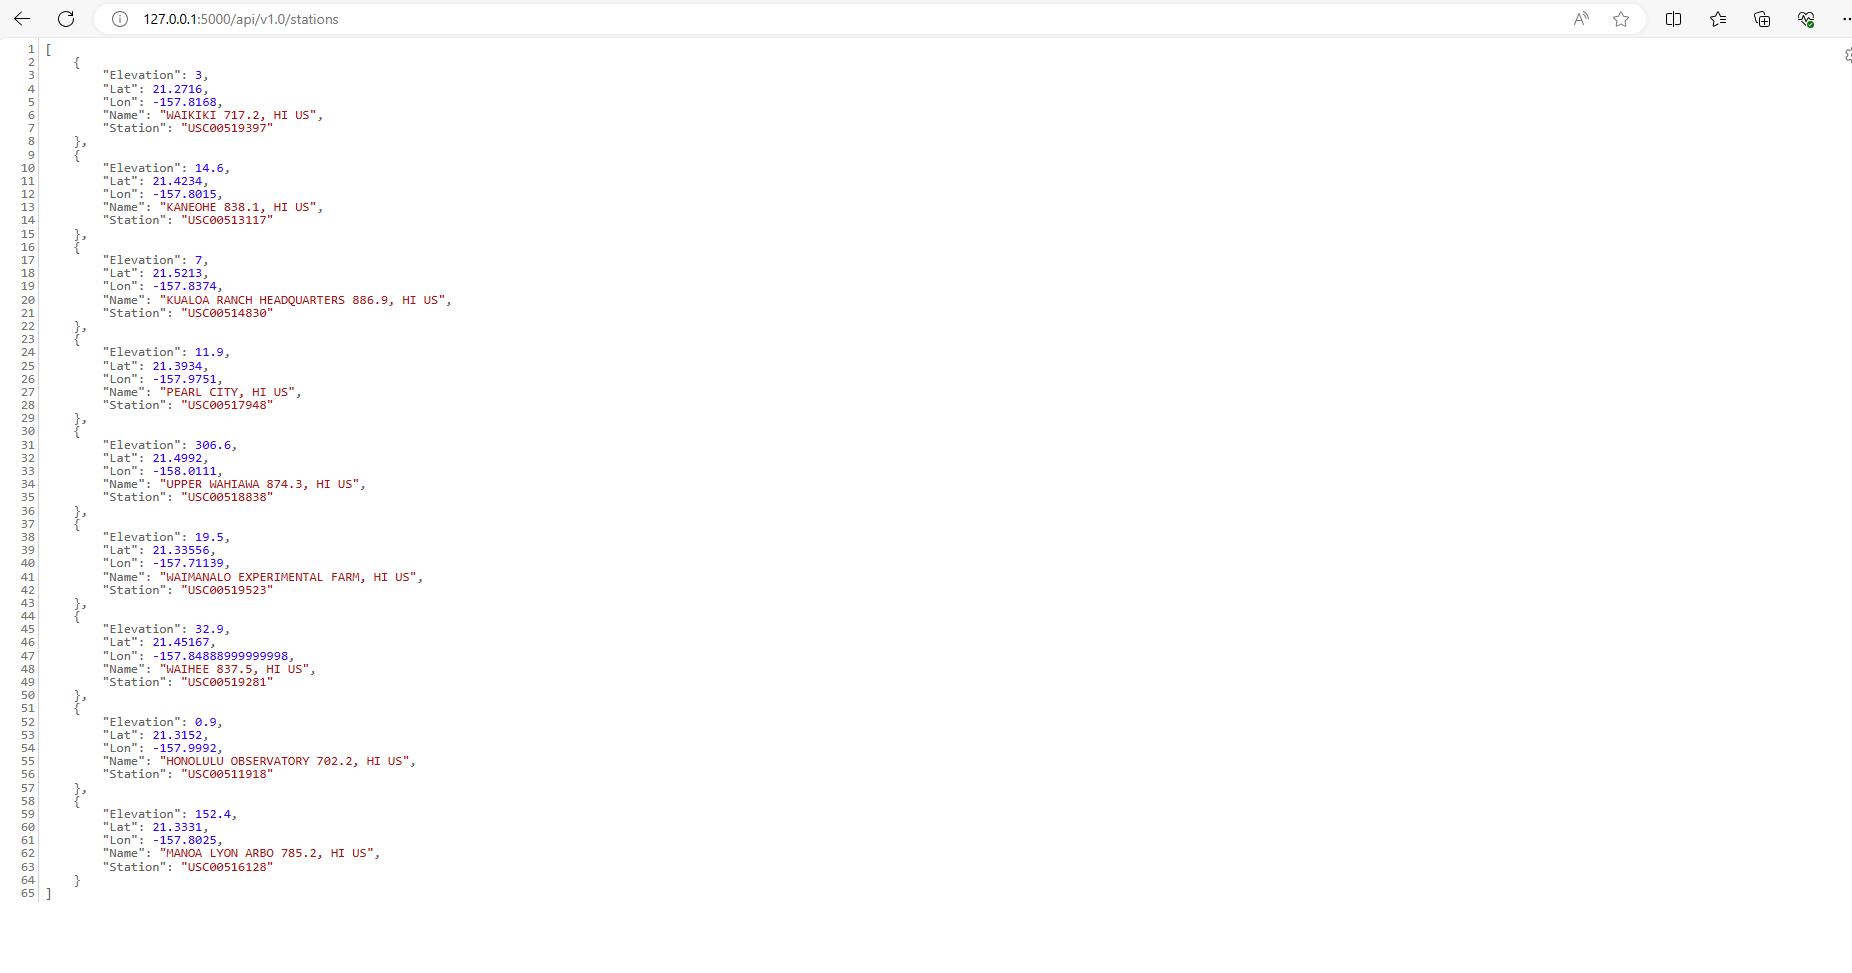 127.0.0.1:5000/api/v1.0/stations
1 [
2 {
3 "Elevation": 3,
4 "Lat": 21.2716,
5 "Lon": -157.8168,
6 "Name": "WAIKIKI 717.2, HI US",
7 "Station": "USC00519397"
8 },
9 {
10 "Elevation": 14.6,
11 "Lat": 21.4234,
12 "Lon": -157.8015,
13 "Name": "KANEOHE 838.1, HI US",
14 "Station": "USC00513117"
15 },
16 {
17 "Elevation": 7,
18 "Lat": 21.5213,
19 "Lon": -157.8374,
20 "Name": "KUALOA RANCH HEADQUARTERS 886.9, HI US",
21 "Station": "USC00514830"
22 },
23 {
24 "Elevation": 11.9,
25 "Lat": 21.3934,
26 "Lon": -157.9751,
27 "Name": "PEARL CITY, HI US",
28 "Station": "USC00517948"
29 },
30 {
31 "Elevation": 306.6,
32 "Lat": 21.4992,
33 "Lon": -158.0111,
34 "Name": "UPPER WAHIAWA 874.3, HI US",
35 "Station": "USC00518838"
36 },
37 {
38 "Elevation": 19.5,
39 "Lat": 21.33556,
40 "Lon": -157.71139,
41 "Name": "WAIMANALO EXPERIMENTAL FARM, HI US",
42 "Station": "USC00519523"
43 },
44 {
45 "Elevation": 32.9,
46 "Lat": 21.45167,
47 "Lon": -157.84888999999998,
48 "Name": "WAIHEE 837.5, HI US",
49 "Station": "USC00519281"
50 },
51 {
52 "Elevation": 0.9,
53 "Lat": 21.3152,
54 "Lon": -157.9992,
55 "Name": "HONOLULU OBSERVATORY 702.2, HI US",
56 "Station": "USC00511918"
57 },
58 {
59 "Elevation": 152.4,
60 "Lat": 21.3331,
61 "Lon": -157.8025,
62 "Name": "MANOA LYON ARBO 785.2, HI US",
63 "Station": "USC00516128"
64 }
65 ]